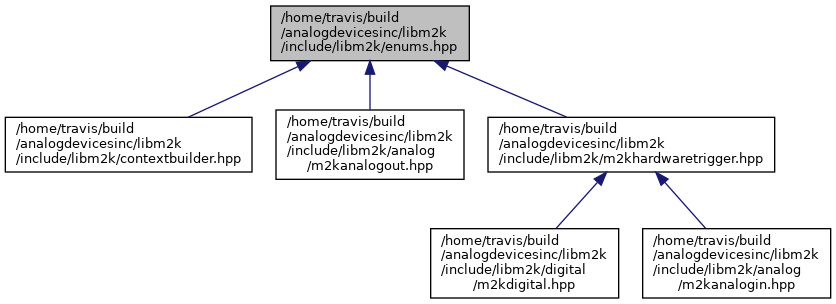 /home/travis/build
/analogdevicesinc/libm2k
/include/libm2k/enums.hpp
/home/travis/build
/analogdevicesinc/libm2k
/include/libm2k/contextbuilder.hpp
/home/travis/build
/analogdevicesinc/libm2k
/include/libm2k/analog
/m2kanalogout.hpp
/home/travis/build
/analogdevicesinc/libm2k
/include/libm2k/m2khardwaretrigger.hpp
/home/travis/build
/analogdevicesinc/libm2k
/include/libm2k/digital
/m2kdigital.hpp
/home/travis/build
/analogdevicesinc/libm2k
/include/libm2k/analog
/m2kanalogin.hpp